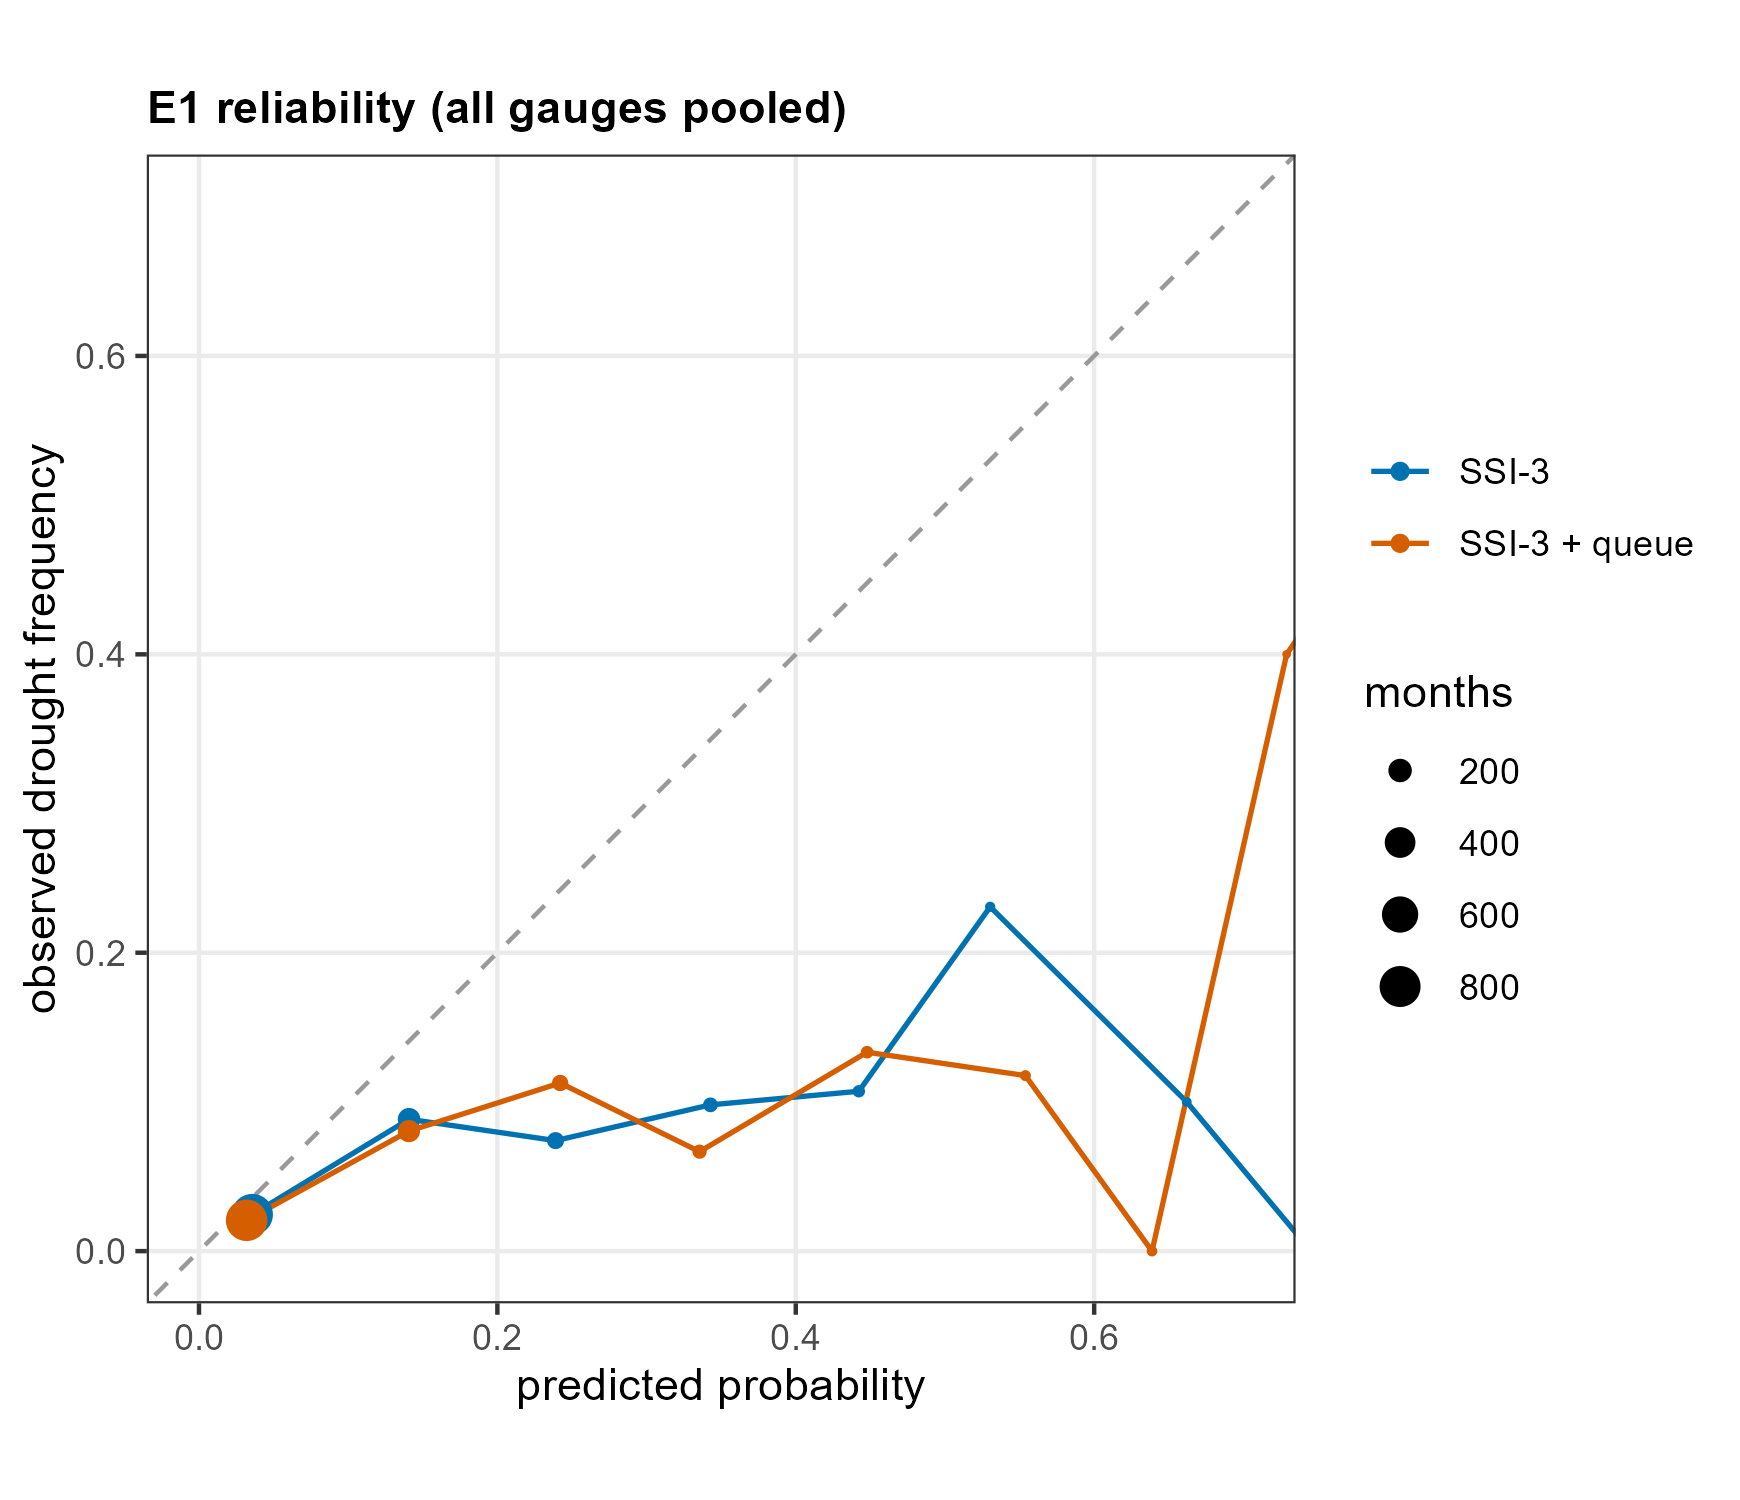 E1 reliability (all gauges pooled)
observed drought frequency
0.6
0.4
0.2
0.0
0.0
0.2
0.4
0.6
predicted probability
SSI-3
SSI-3 + queue
months
200
400
600
800